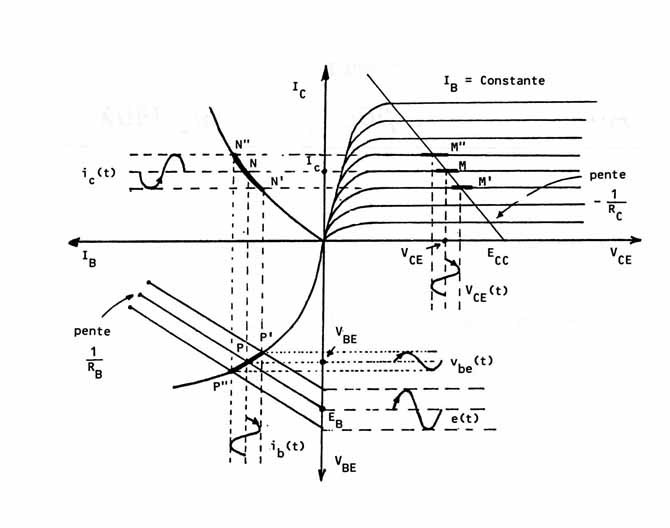 I_C
I_B = Constante
N"
N
N'
i_c(t)
I_c
M"
M
M'
pente
- 1/R_C
I_B
V_CE
E_CC
V_CE
V_CE(t)
pente
1/R_B
P'
P
P"
V_BE
v_be(t)
E_B
e(t)
i_b(t)
V_BE